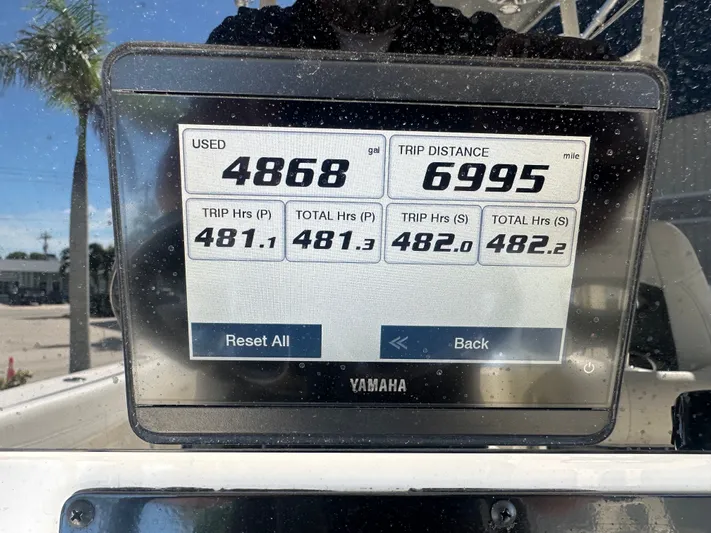 USED gal TRIP DISTANCE mile
4868 6995
TRIP Hrs (P) TOTAL Hrs (P) TRIP Hrs (S) TOTAL Hrs (S)
481.1 481.3 482.0 482.2
Reset All << Back
YAMAHA